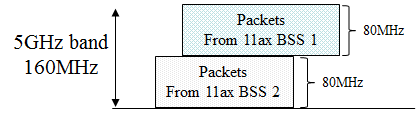 5GHz band
160MHz
Packets
From 11ax BSS 1
80MHz
Packets
From 11ax BSS 2
80MHz